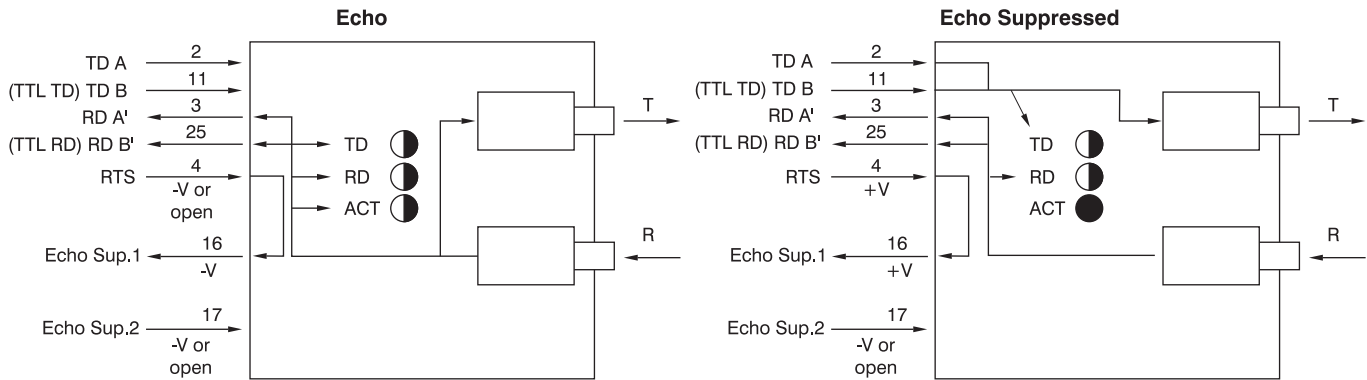 Echo
TD A
2
(TTL TD) TD B
11
RD A'
3
(TTL RD) RD B'
25
RTS
4
-V or
open
Echo Sup.1
16
-V
Echo Sup.2
17
-V or
open
TD
RD
ACT
T
R
Echo Suppressed
TD A
2
(TTL TD) TD B
11
RD A'
3
(TTL RD) RD B'
25
RTS
4
+V
Echo Sup.1
16
+V
Echo Sup.2
17
-V or
open
TD
RD
ACT
T
R